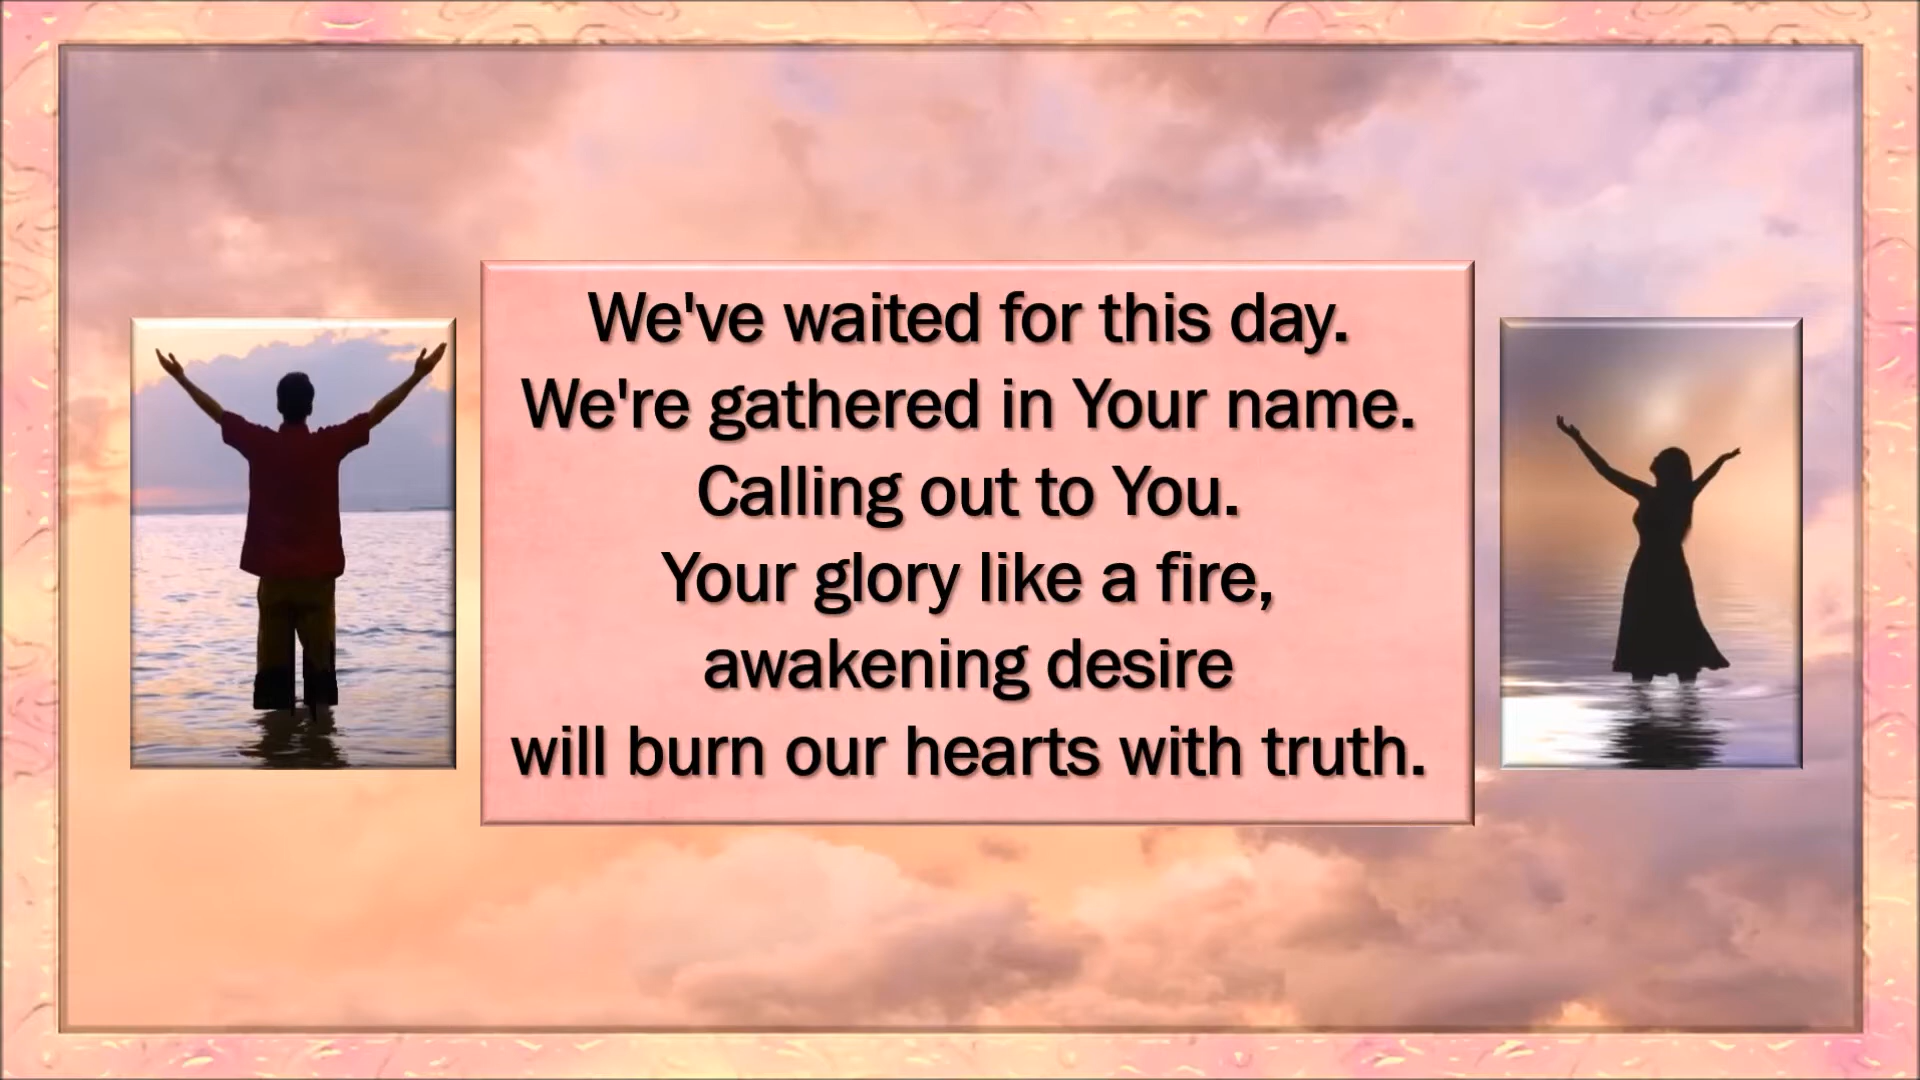 We've waited for this day.
We're gathered in Your name.
Calling out to You.
Your glory like a fire,
awakening desire
will burn our hearts with truth.